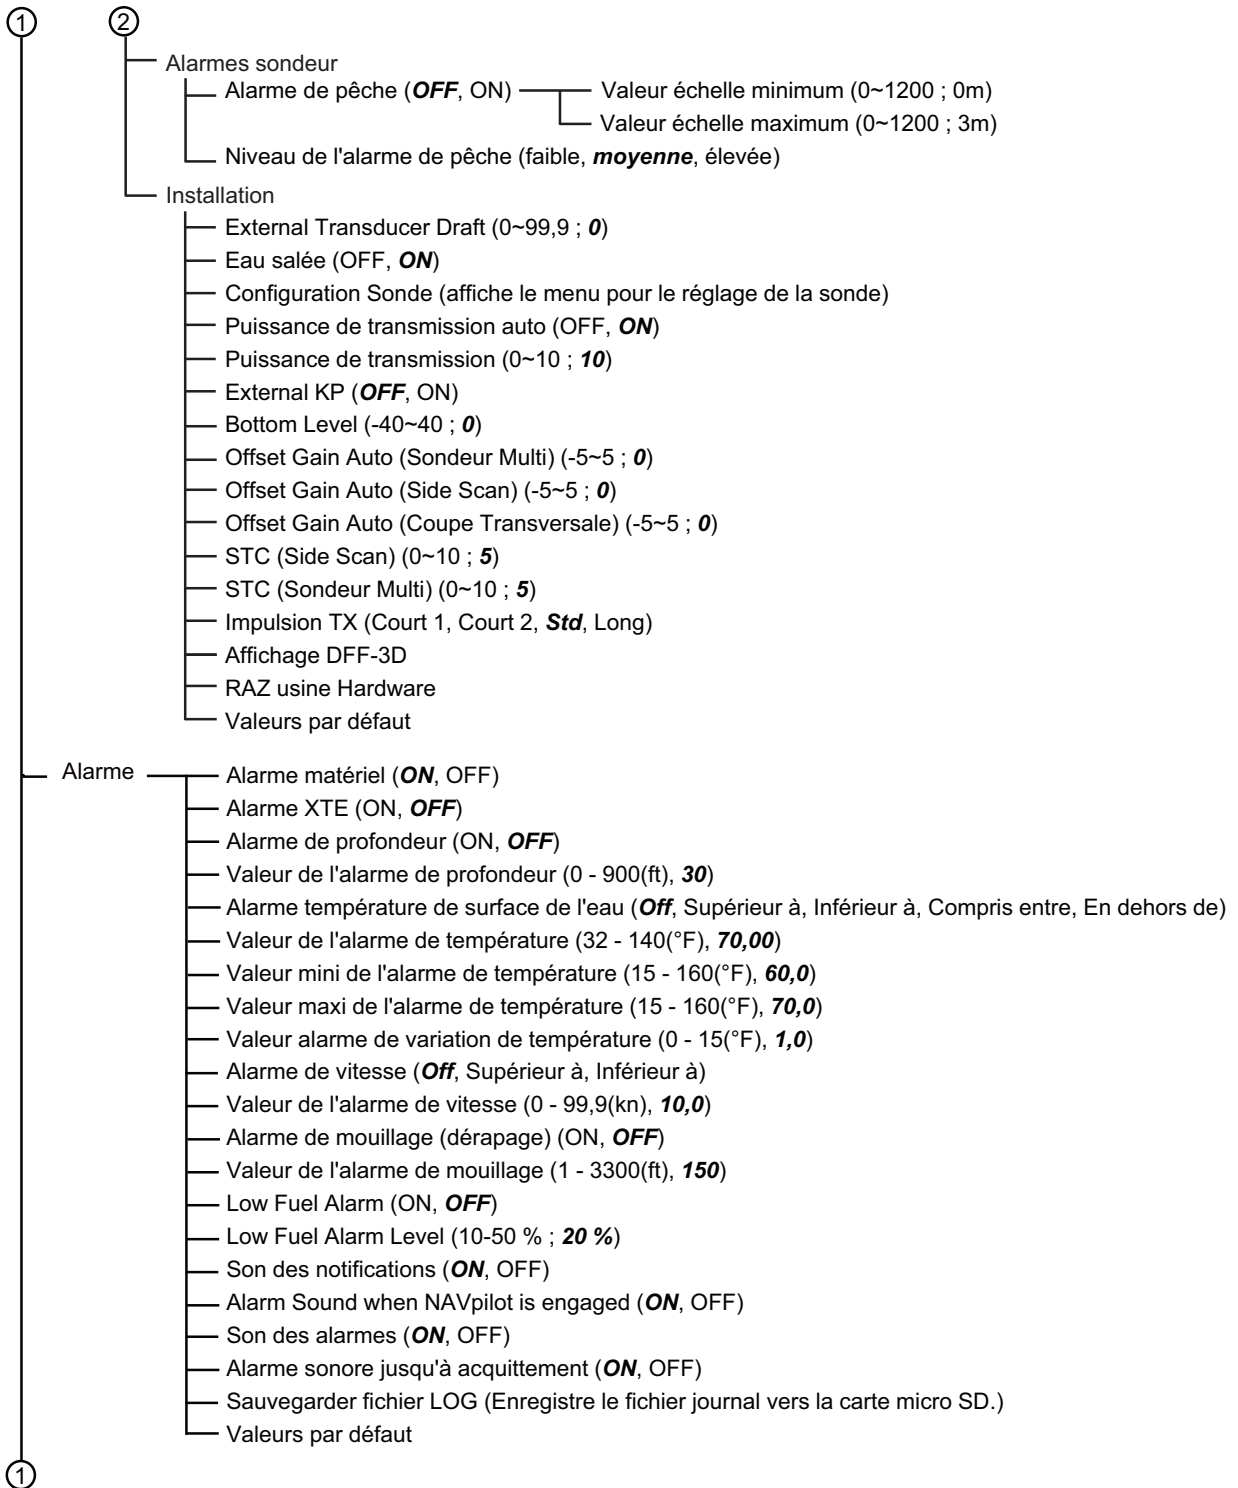 1 2
Alarmes sondeur
Alarme de pêche (OFF, ON) Valeur échelle minimum (0~1200 ; 0m)
Valeur échelle maximum (0~1200 ; 3m)
Niveau de l'alarme de pêche (faible, moyenne, élevée)
Installation
External Transducer Draft (0~99,9 ; 0)
Eau salée (OFF, ON)
Configuration Sonde (affiche le menu pour le réglage de la sonde)
Puissance de transmission auto (OFF, ON)
Puissance de transmission (0~10 ; 10)
External KP (OFF, ON)
Bottom Level (-40~40 ; 0)
Offset Gain Auto (Sondeur Multi) (-5~5 ; 0)
Offset Gain Auto (Side Scan) (-5~5 ; 0)
Offset Gain Auto (Coupe Transversale) (-5~5 ; 0)
STC (Side Scan) (0~10 ; 5)
STC (Sondeur Multi) (0~10 ; 5)
Impulsion TX (Court 1, Court 2, Std, Long)
Affichage DFF-3D
RAZ usine Hardware
Valeurs par défaut
Alarme
Alarme matériel (ON, OFF)
Alarme XTE (ON, OFF)
Alarme de profondeur (ON, OFF)
Valeur de l'alarme de profondeur (0 - 900(ft), 30)
Alarme température de surface de l'eau (Off, Supérieur à, Inférieur à, Compris entre, En dehors de)
Valeur de l'alarme de température (32 - 140(°F), 70,00)
Valeur mini de l'alarme de température (15 - 160(°F), 60,0)
Valeur maxi de l'alarme de température (15 - 160(°F), 70,0)
Valeur alarme de variation de température (0 - 15(°F), 1,0)
Alarme de vitesse (Off, Supérieur à, Inférieur à)
Valeur de l'alarme de vitesse (0 - 99,9(kn), 10,0)
Alarme de mouillage (dérapage) (ON, OFF)
Valeur de l'alarme de mouillage (1 - 3300(ft), 150)
Low Fuel Alarm (ON, OFF)
Low Fuel Alarm Level (10-50 % ; 20 %)
Son des notifications (ON, OFF)
Alarm Sound when NAVpilot is engaged (ON, OFF)
Son des alarmes (ON, OFF)
Alarme sonore jusqu'à acquittement (ON, OFF)
Sauvegarder fichier LOG (Enregistre le fichier journal vers la carte micro SD.)
Valeurs par défaut
1